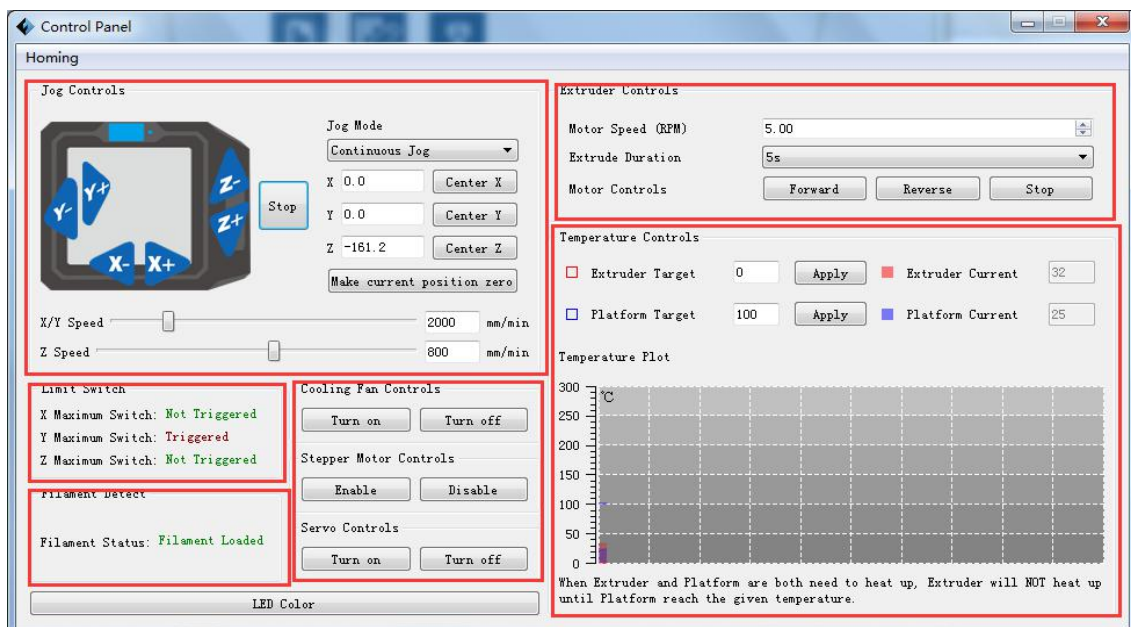 Control Panel
Homing
Jog Controls
Y- Y+
Z-
Z+
X- X+
Stop
Jog Mode
Continuous Jog
X 0.0 Center X
Y 0.0 Center Y
Z -161.2 Center Z
Make current position zero
X/Y Speed 2000 mm/min
Z Speed 800 mm/min
Limit Switch
X Maximum Switch: Not Triggered
Y Maximum Switch: Triggered
Z Maximum Switch: Not Triggered
Filament Detect
Filament Status: Filament Loaded
Cooling Fan Controls
Turn on Turn off
Stepper Motor Controls
Enable Disable
Servo Controls
Turn on Turn off
LED Color
Extruder Controls
Motor Speed (RPM) 5.00
Extrude Duration 5s
Motor Controls Forward Reverse Stop
Temperature Controls
Extruder Target 0 Apply Extruder Current 32
Platform Target 100 Apply Platform Current 25
Temperature Plot
300 °C
250
200
150
100
50
0
When Extruder and Platform are both need to heat up, Extruder will NOT heat up
until Platform reach the given temperature.